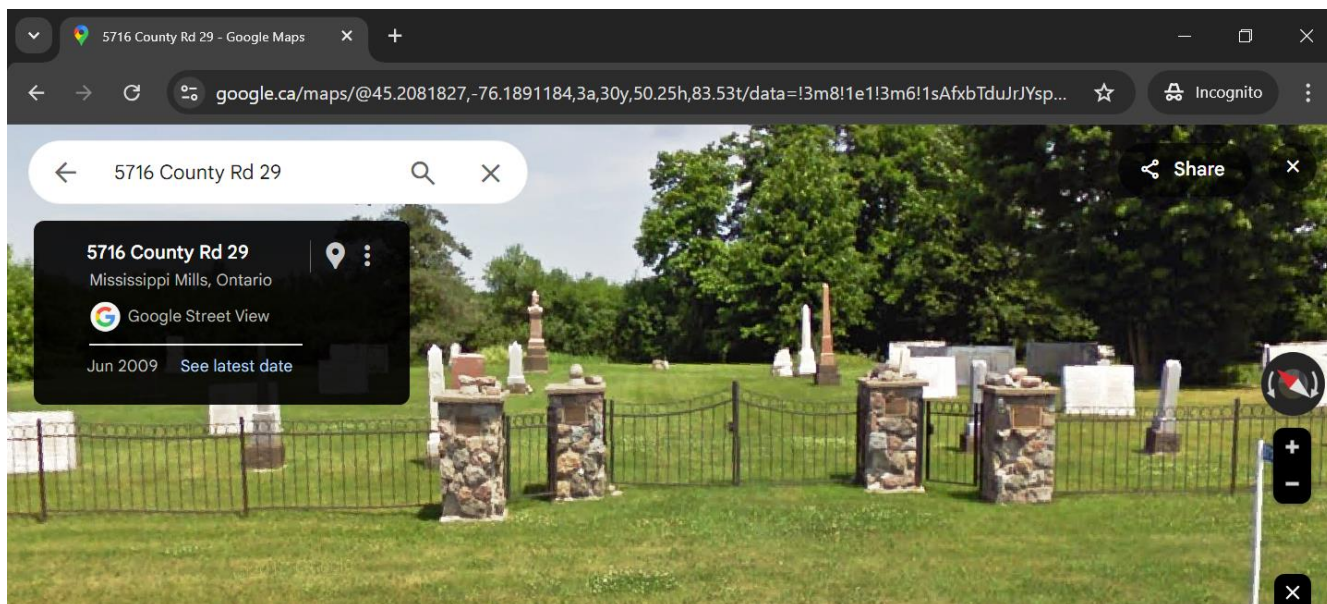 5716 County Rd 29 - Google Maps
google.ca/maps/@45.2081827,-76.1891184,3a,30y,50.25h,83.53t/data=!3m8!1e1!3m6!1sAfxbTduJrJYsp...
Incognito
5716 County Rd 29
Share
5716 County Rd 29
Mississippi Mills, Ontario
Google Street View
Jun 2009 See latest date